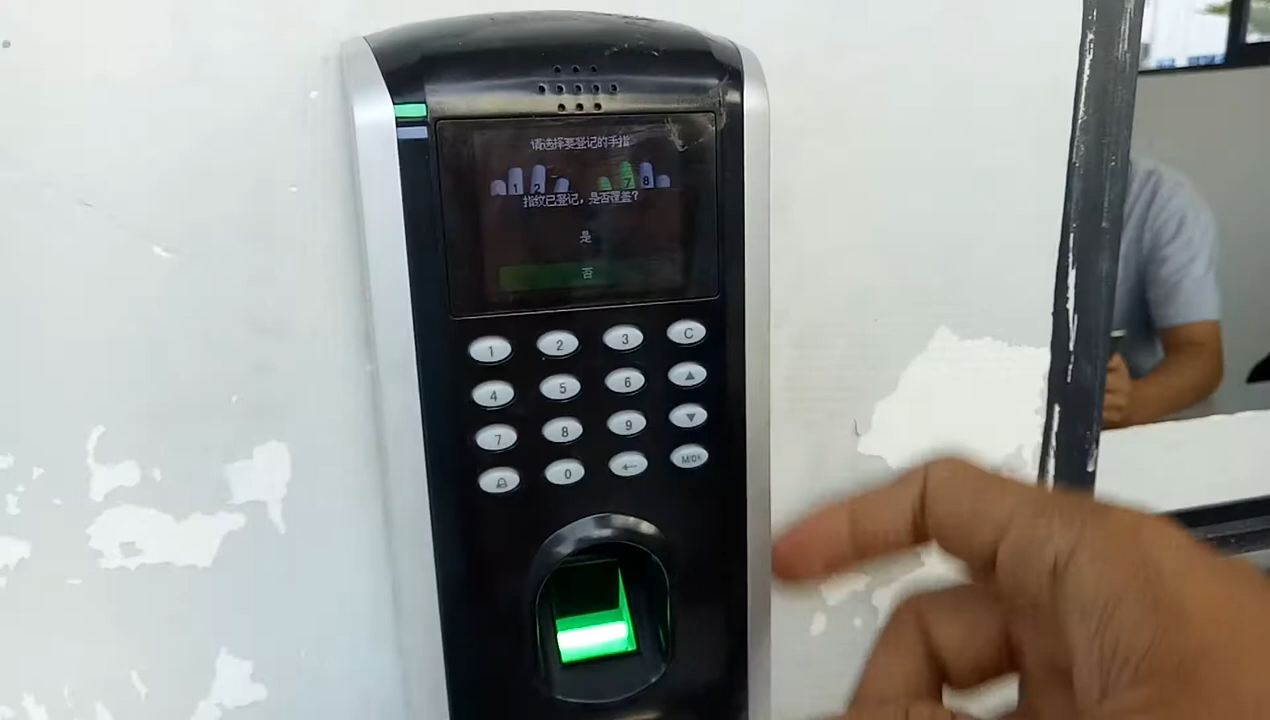 请选择要登记的手指
1 2 7 8
指纹已登记，是否覆盖？
是
否
1 2 3 C
4 5 6 ▲
7 8 9 ▼
0 ← M/OK